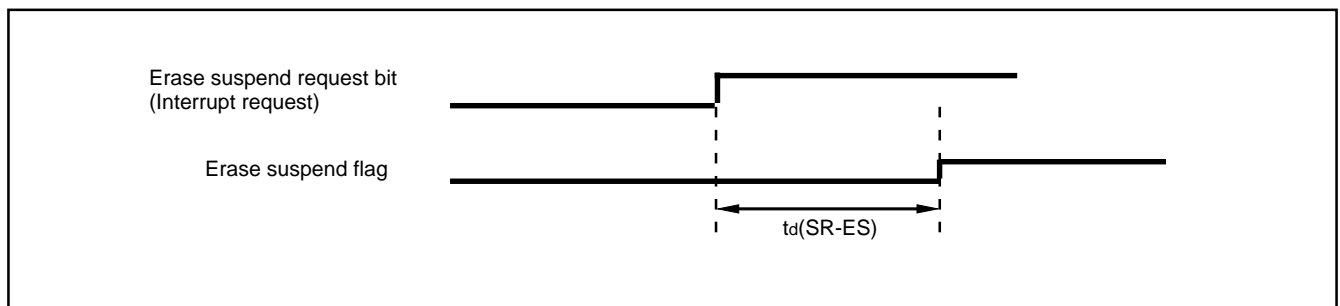 Erase suspend request bit
(Interrupt request)
Erase suspend flag
td(SR-ES)